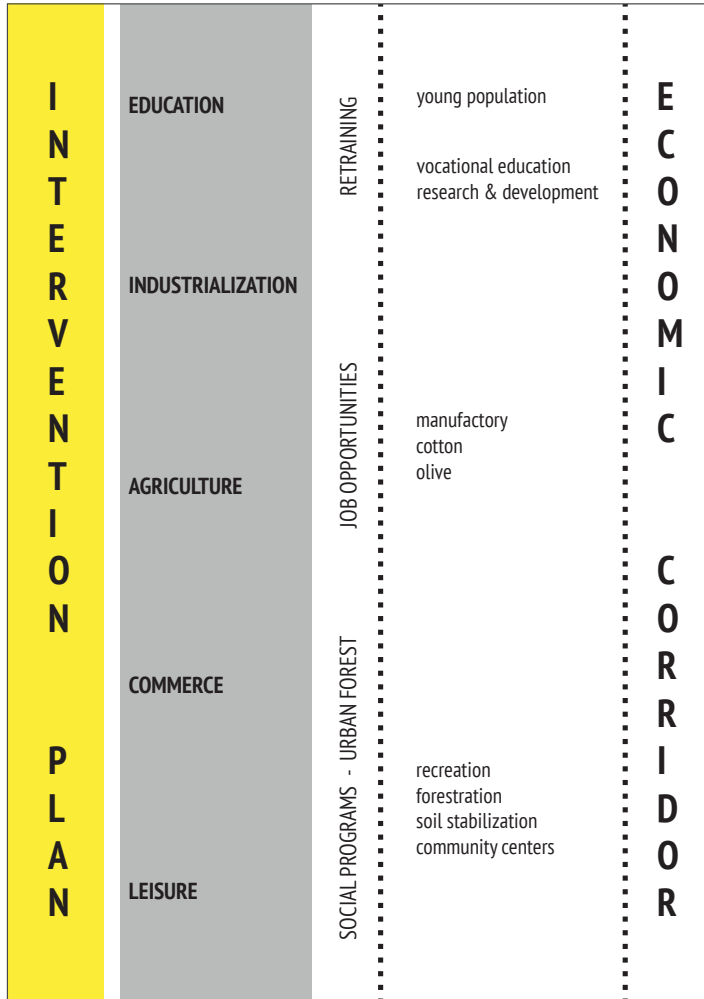 INTERVENTION PLAN
EDUCATION
INDUSTRIALIZATION
AGRICULTURE
COMMERCE
LEISURE
RETRAINING
JOB OPPORTUNITIES
SOCIAL PROGRAMS - URBAN FOREST
young population
vocational education
research & development
manufactory
cotton
olive
recreation
forestration
soil stabilization
community centers
ECONOMIC CORRIDOR